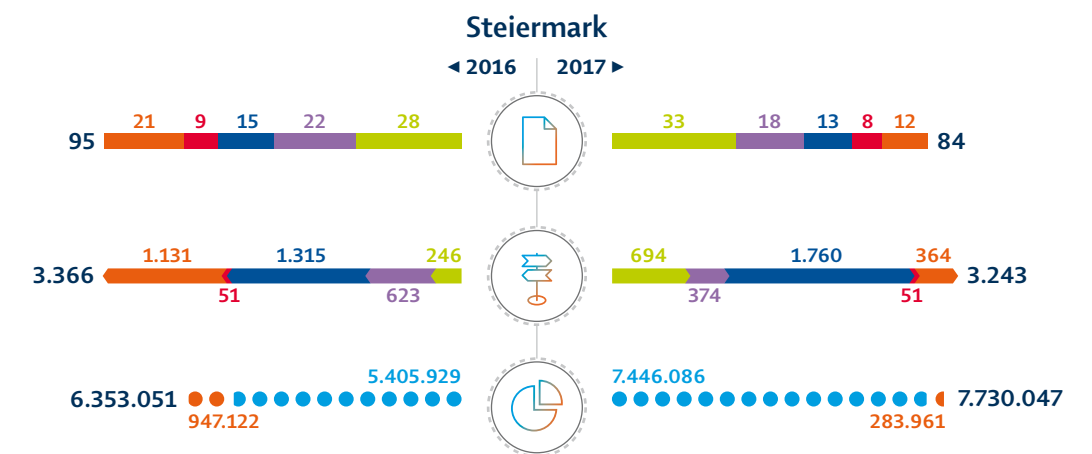 Steiermark
◄ 2016 2017 ►
21 9 15 22 28 33 18 13 8 12
95 84
1.131 1.315 246 694 1.760 364
3.366 3.243
51 623 374 51
5.405.929 7.446.086
6.353.051 7.730.047
947.122 283.961